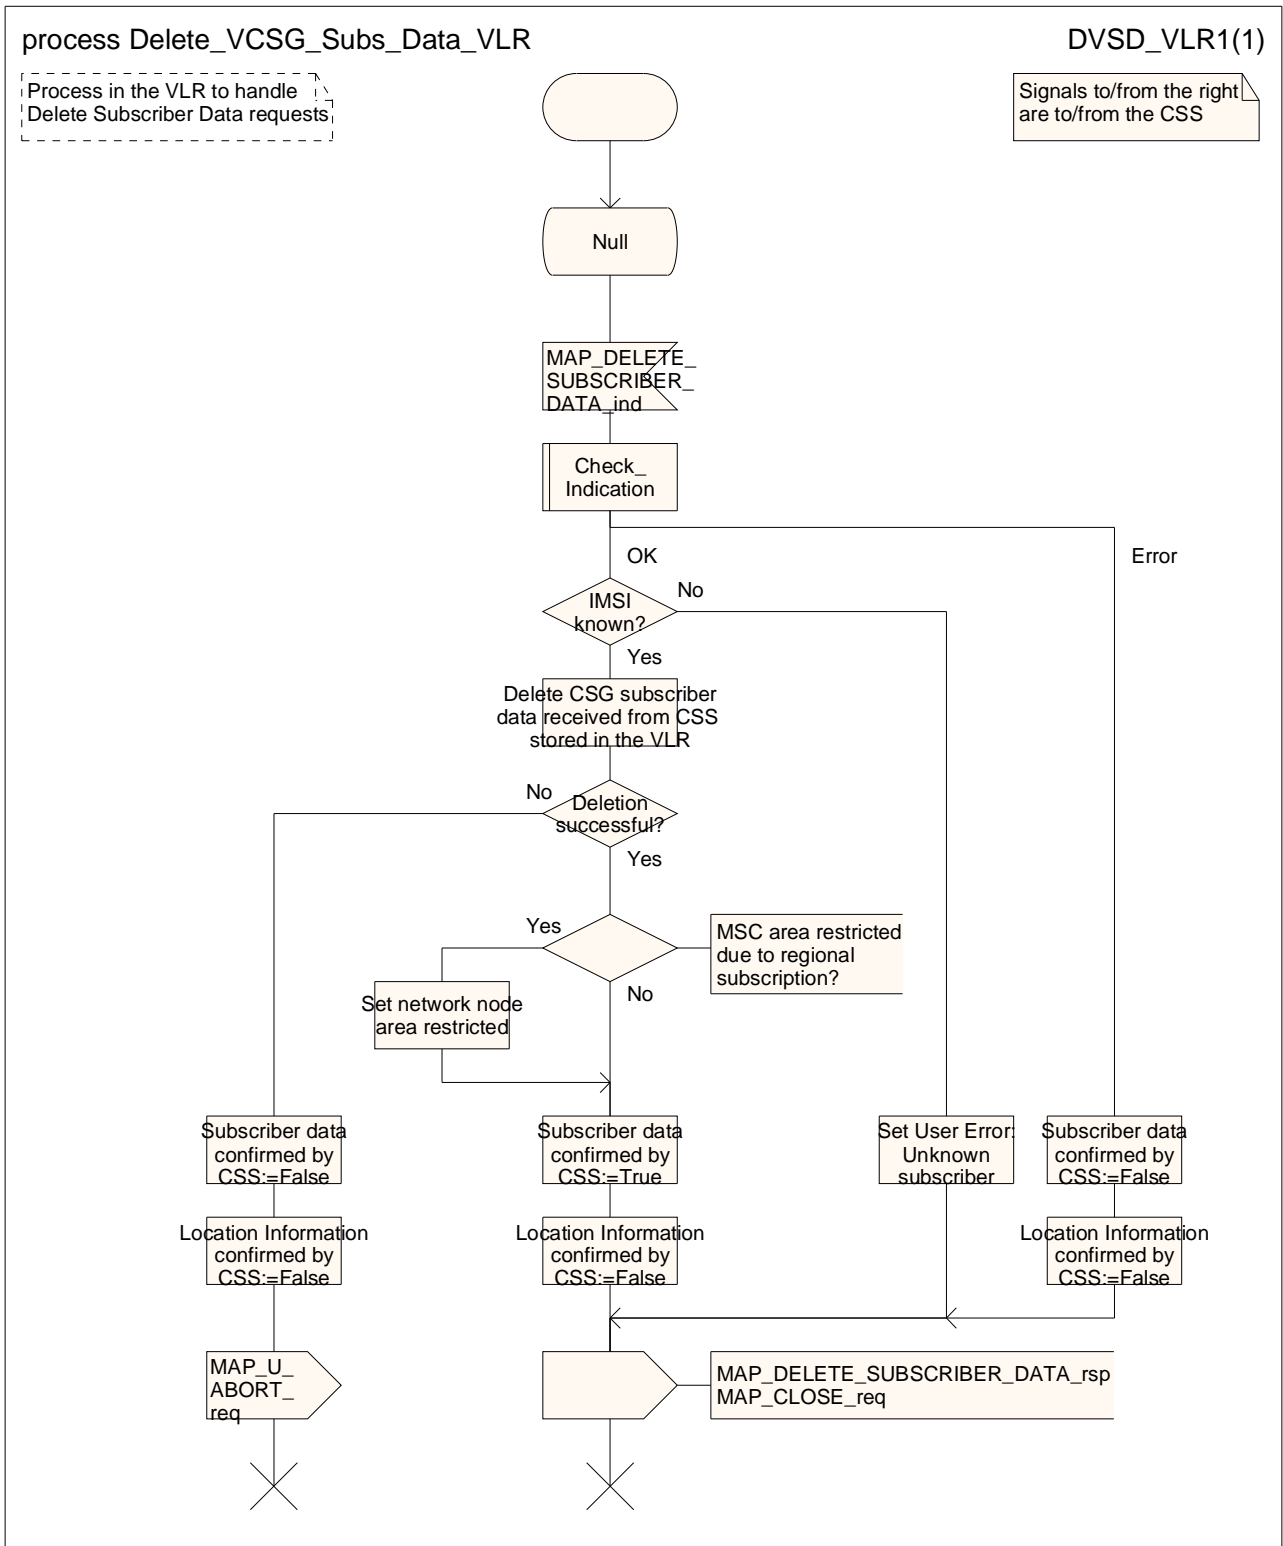 process Delete_VCSG_Subs_Data_VLR
DVSD_VLR1(1)
Process in the VLR to handle
Delete Subscriber Data requests
Signals to/from the right
are to/from the CSS
Null
MAP_DELETE_
SUBSCRIBER_
DATA_ind
Check_
Indication
OK
Error
IMSI
known?
No
Yes
Delete CSG subscriber
data received from CSS
stored in the VLR
No
Deletion
successful?
Yes
Yes
MSC area restricted
due to regional
subscription?
No
Set network node
area restricted
Subscriber data
confirmed by
CSS:=False
Subscriber data
confirmed by
CSS:=True
Set User Error:
Unknown
subscriber
Subscriber data
confirmed by
CSS:=False
Location Information
confirmed by
CSS:=False
Location Information
confirmed by
CSS:=False
Location Information
confirmed by
CSS:=False
MAP_U_
ABORT_
req
MAP_DELETE_SUBSCRIBER_DATA_rsp
MAP_CLOSE_req